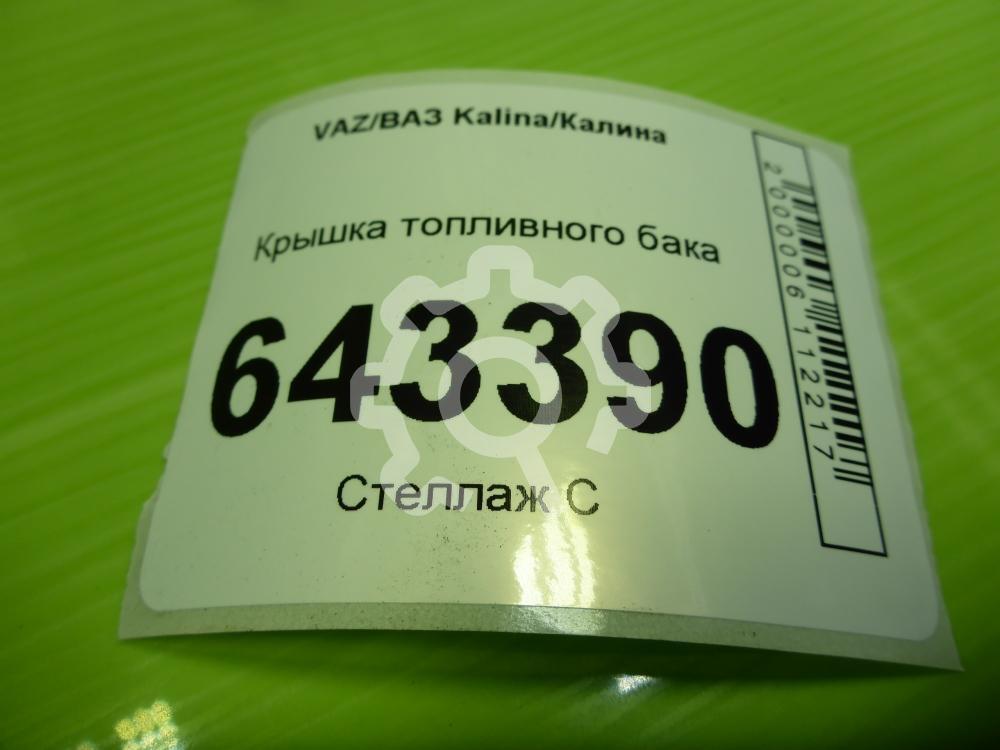 VAZ/ВАЗ Kalina/Калина
Крышка топливного бака
643390
Стеллаж С
2000006112217